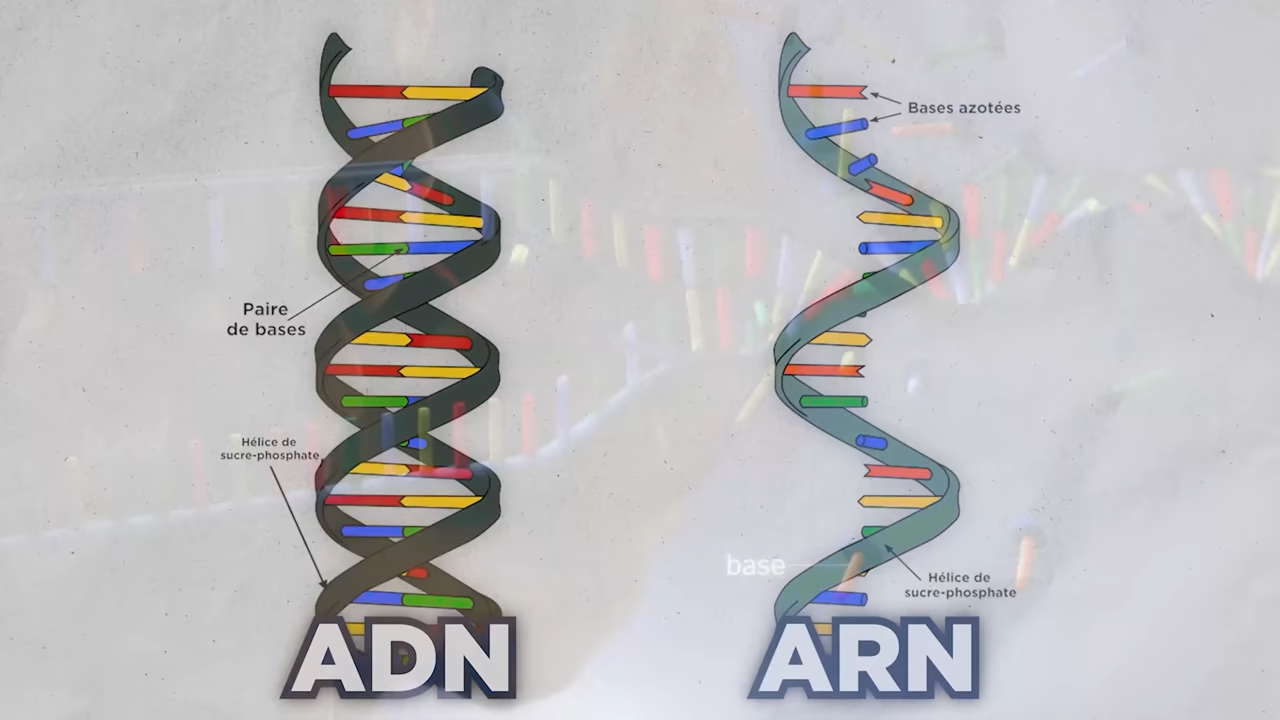 Bases azotées
Paire
de bases
Hélice de
sucre-phosphate
base
Hélice de
sucre-phosphate
ADN
ARN